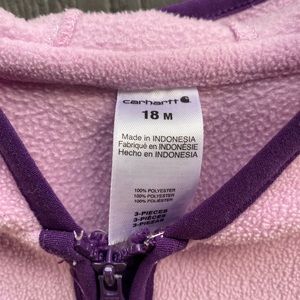 carhartt
18 M
Made in INDONESIA
Fabriqué en INDONÉSIE
Hecho en INDONESIA
100% POLYESTER
100% POLYESTER
100% POLIÉSTER
3-PIECES
3-PIÈCES
3-PIEZAS